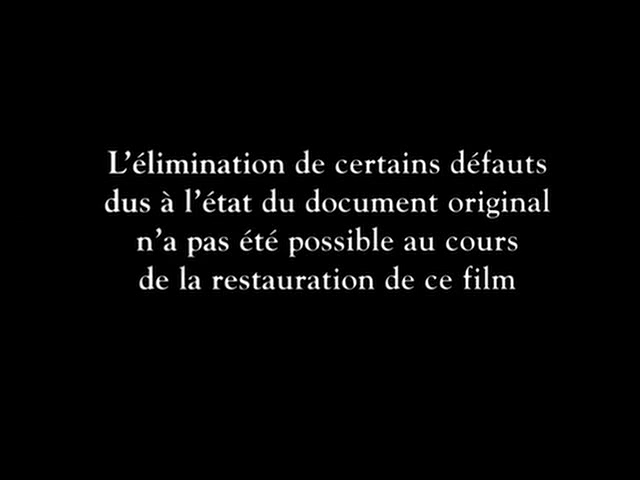 L'élimination de certains défauts
dus à l'état du document original
n'a pas été possible au cours
de la restauration de ce film